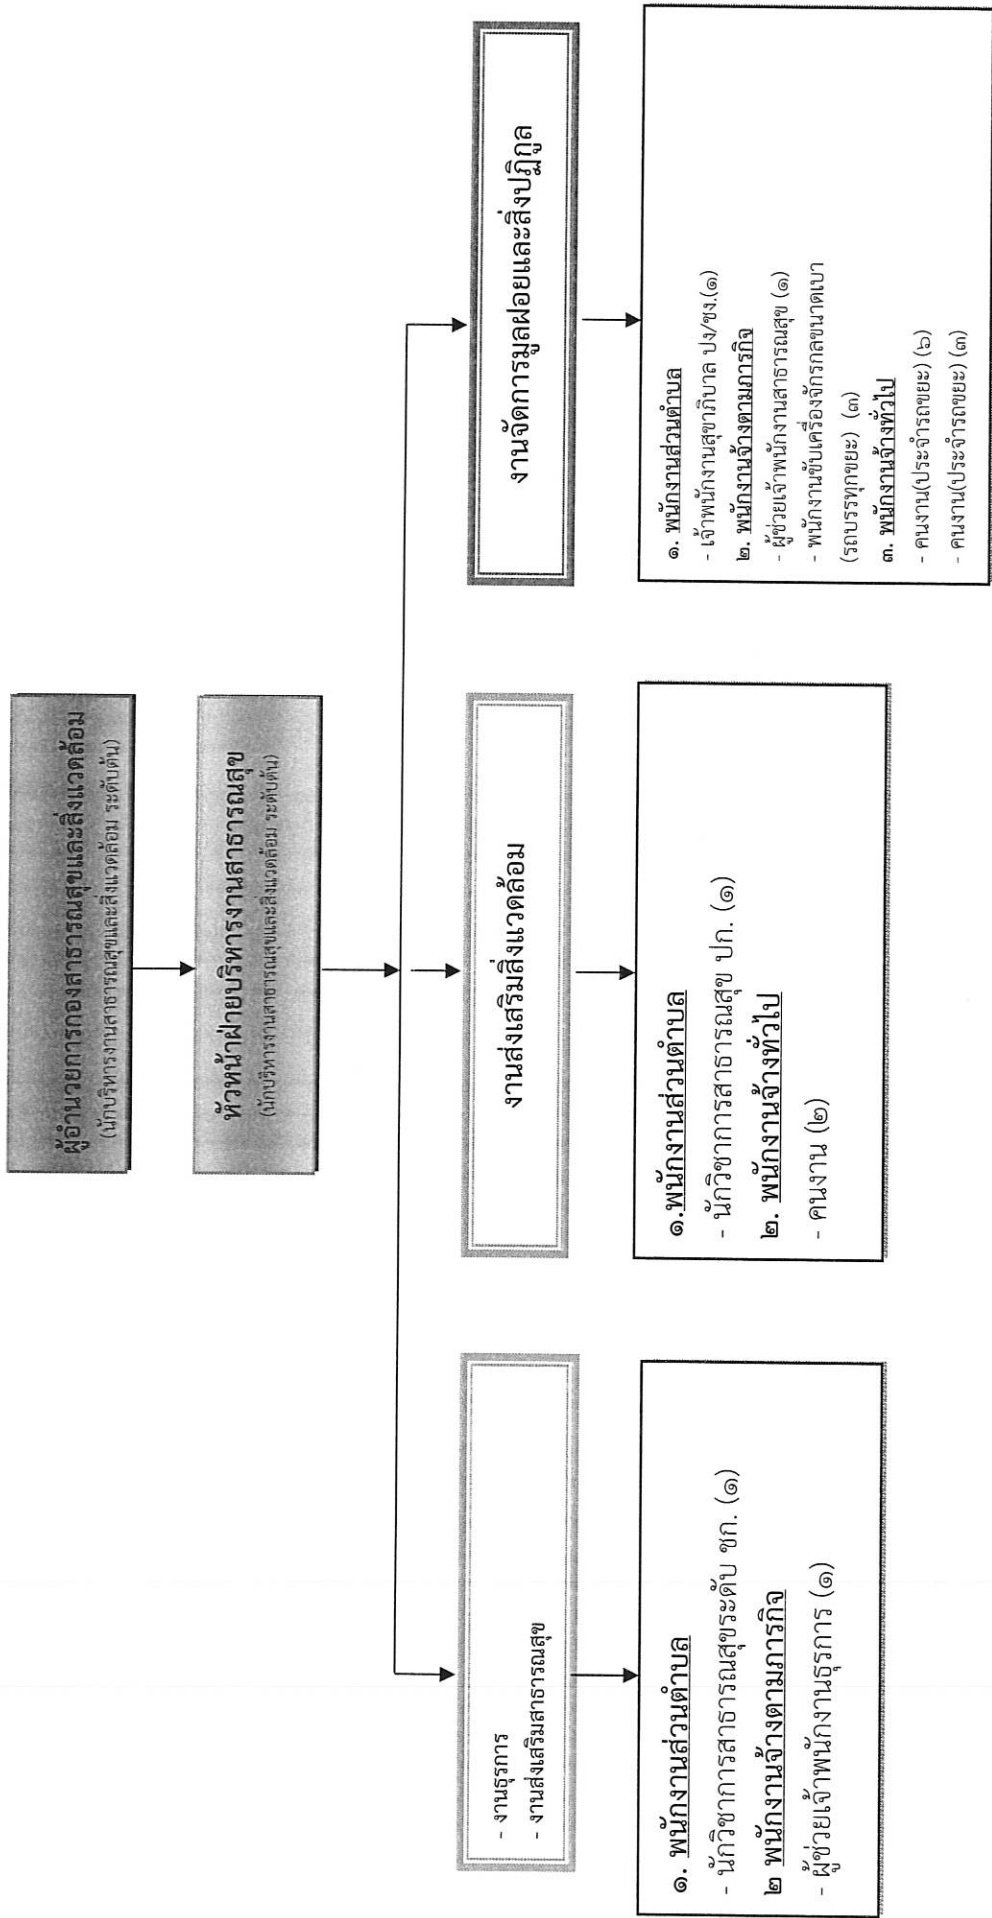 ผู้อำนวยการกองสาธารณสุขและสิ่งแวดล้อม
(นักบริหารงานสาธารณสุขและสิ่งแวดล้อม ระดับต้น)
หัวหน้าฝ่ายบริหารงานสาธารณสุข
(นักบริหารงานสาธารณสุขและสิ่งแวดล้อม ระดับต้น)
- งานธุรการ
- งานส่งเสริมสาธารณสุข
๑. พนักงานส่วนตำบล
- นักวิชาการสาธารณสุขระดับ ชก. (๑)
๒ พนักงานจ้างตามภารกิจ
- ผู้ช่วยเจ้าพนักงานธุรการ (๑)
งานส่งเสริมสิ่งแวดล้อม
๑.พนักงานส่วนตำบล
- นักวิชาการสาธารณสุข ปก. (๑)
๒. พนักงานจ้างทั่วไป
- คนงาน (๒)
งานจัดการมูลฝอยและสิ่งปฏิกูล
๑. พนักงานส่วนตำบล
- เจ้าพนักงานสุขาภิบาล ปง/ชง.(๑)
๒. พนักงานจ้างตามภารกิจ
- ผู้ช่วยเจ้าพนักงานสาธารณสุข (๑)
- พนักงานขับเครื่องจักรกลขนาดเบา
(รถบรรทุกขยะ) (๓)
๓. พนักงานจ้างทั่วไป
- คนงาน(ประจำรถขยะ) (๖)
- คนงาน(ประจำรถขยะ) (๓)